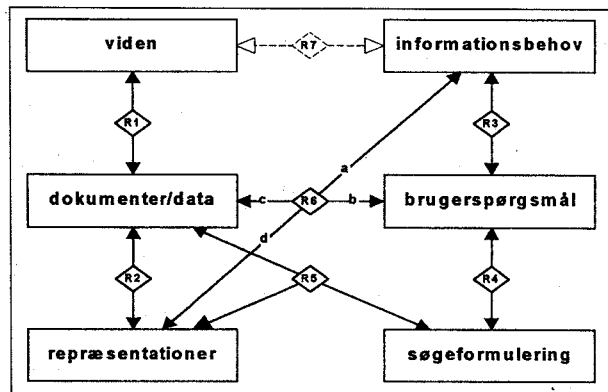 viden
R7
informationsbehov
R1
R3
a
dokumenter/data
c
R6
b
brugerspørgsmål
d
R2
R5
R4
repræsentationer
søgeformulering